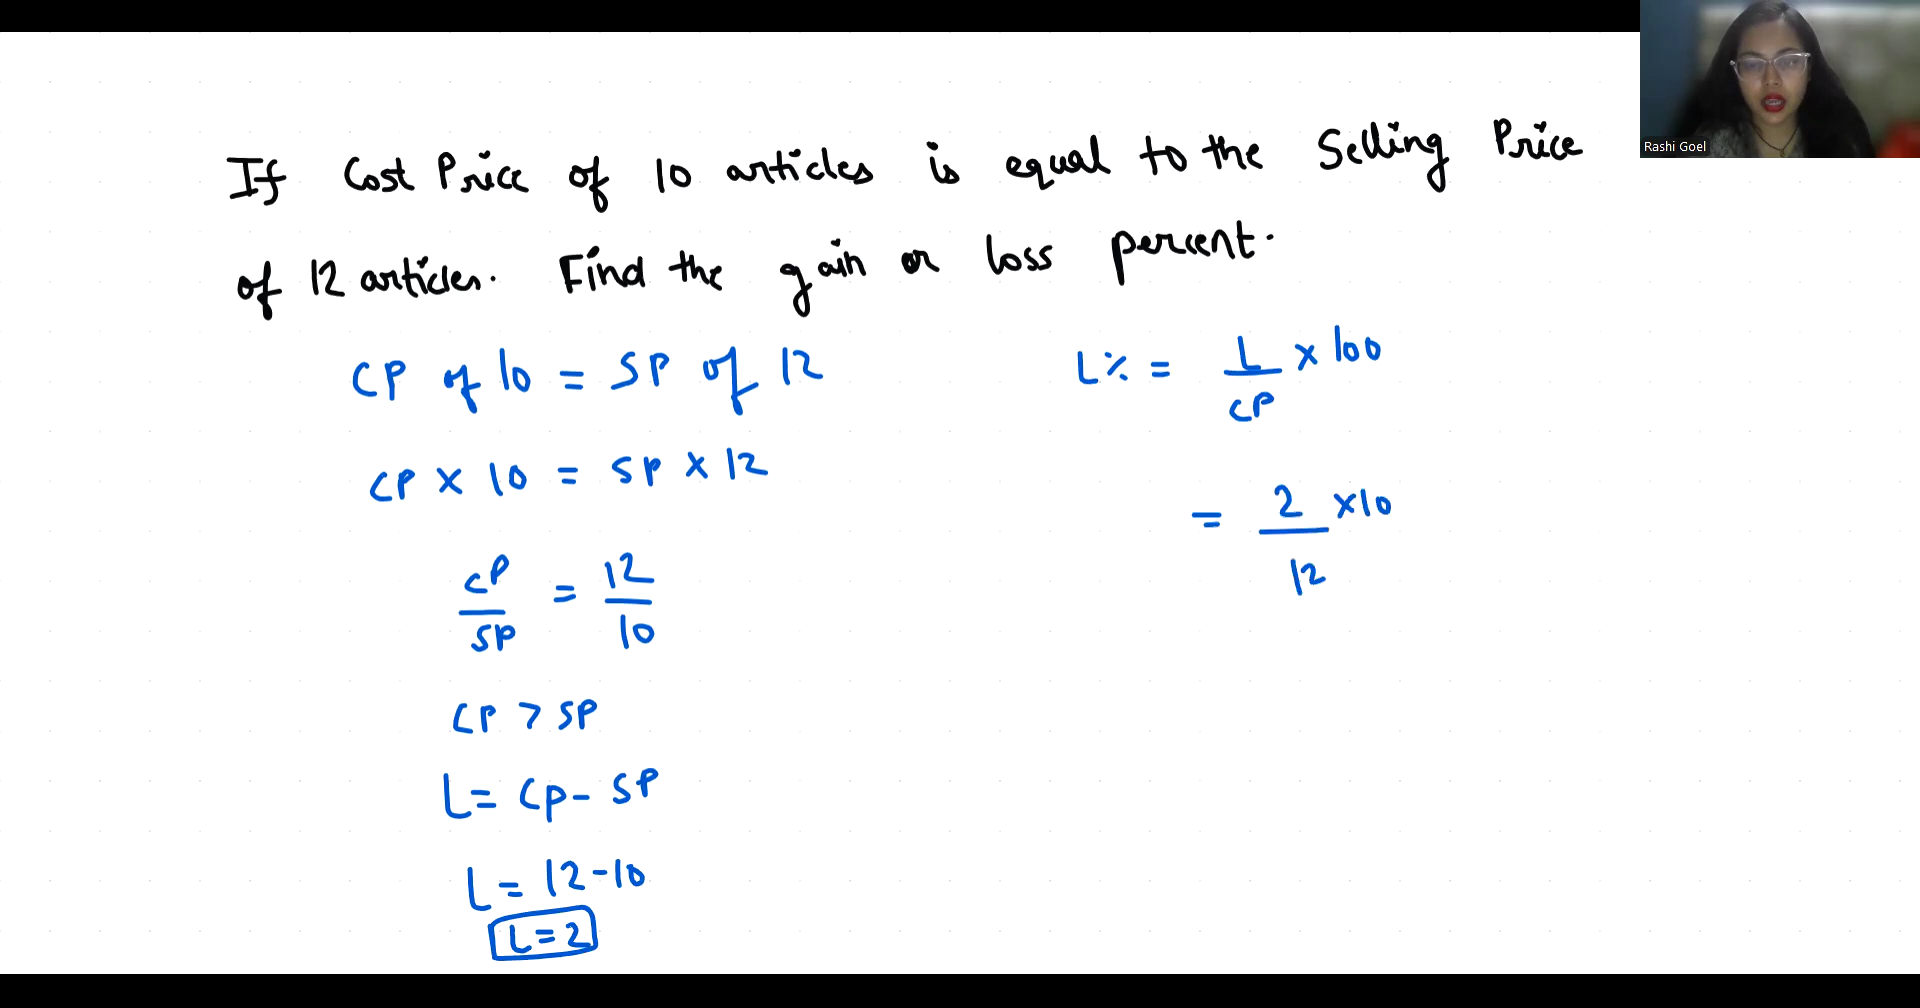 Rashi Goel
If Cost Price of 10 articles is equal to the Selling Price
of 12 articles. Find the gain or loss percent.
CP of 10 = SP of 12
CP × 10 = SP × 12
CP/SP = 12/10
CP > SP
L = CP - SP
L = 12 - 10
L = 2
L% = L/CP × 100
= 2/12 × 10